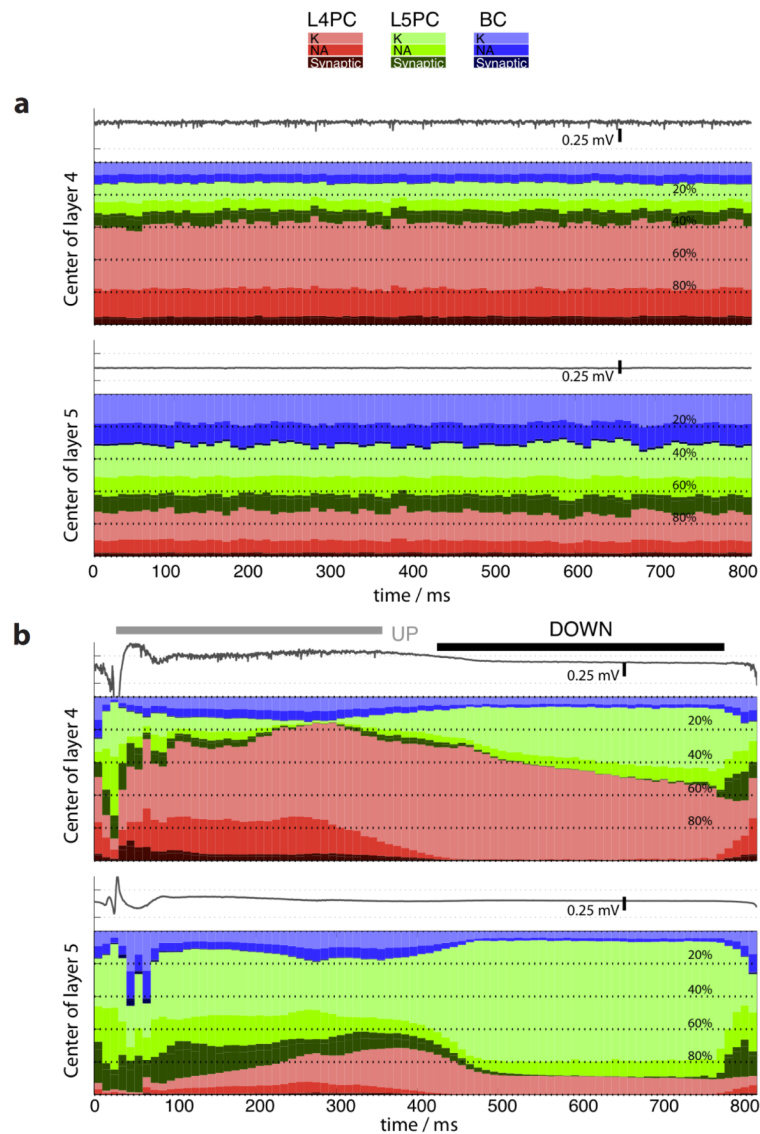 L4PC L5PC BC
K K K
NA NA NA
Synaptic Synaptic Synaptic
a
0.25 mV
Center of layer 4
20%
40%
60%
80%
0.25 mV
Center of layer 5
20%
40%
60%
80%
0 100 200 300 400 500 600 700 800
time / ms
b
UP DOWN
0.25 mV
Center of layer 4
20%
40%
60%
80%
0.25 mV
Center of layer 5
20%
40%
60%
80%
0 100 200 300 400 500 600 700 800
time / ms